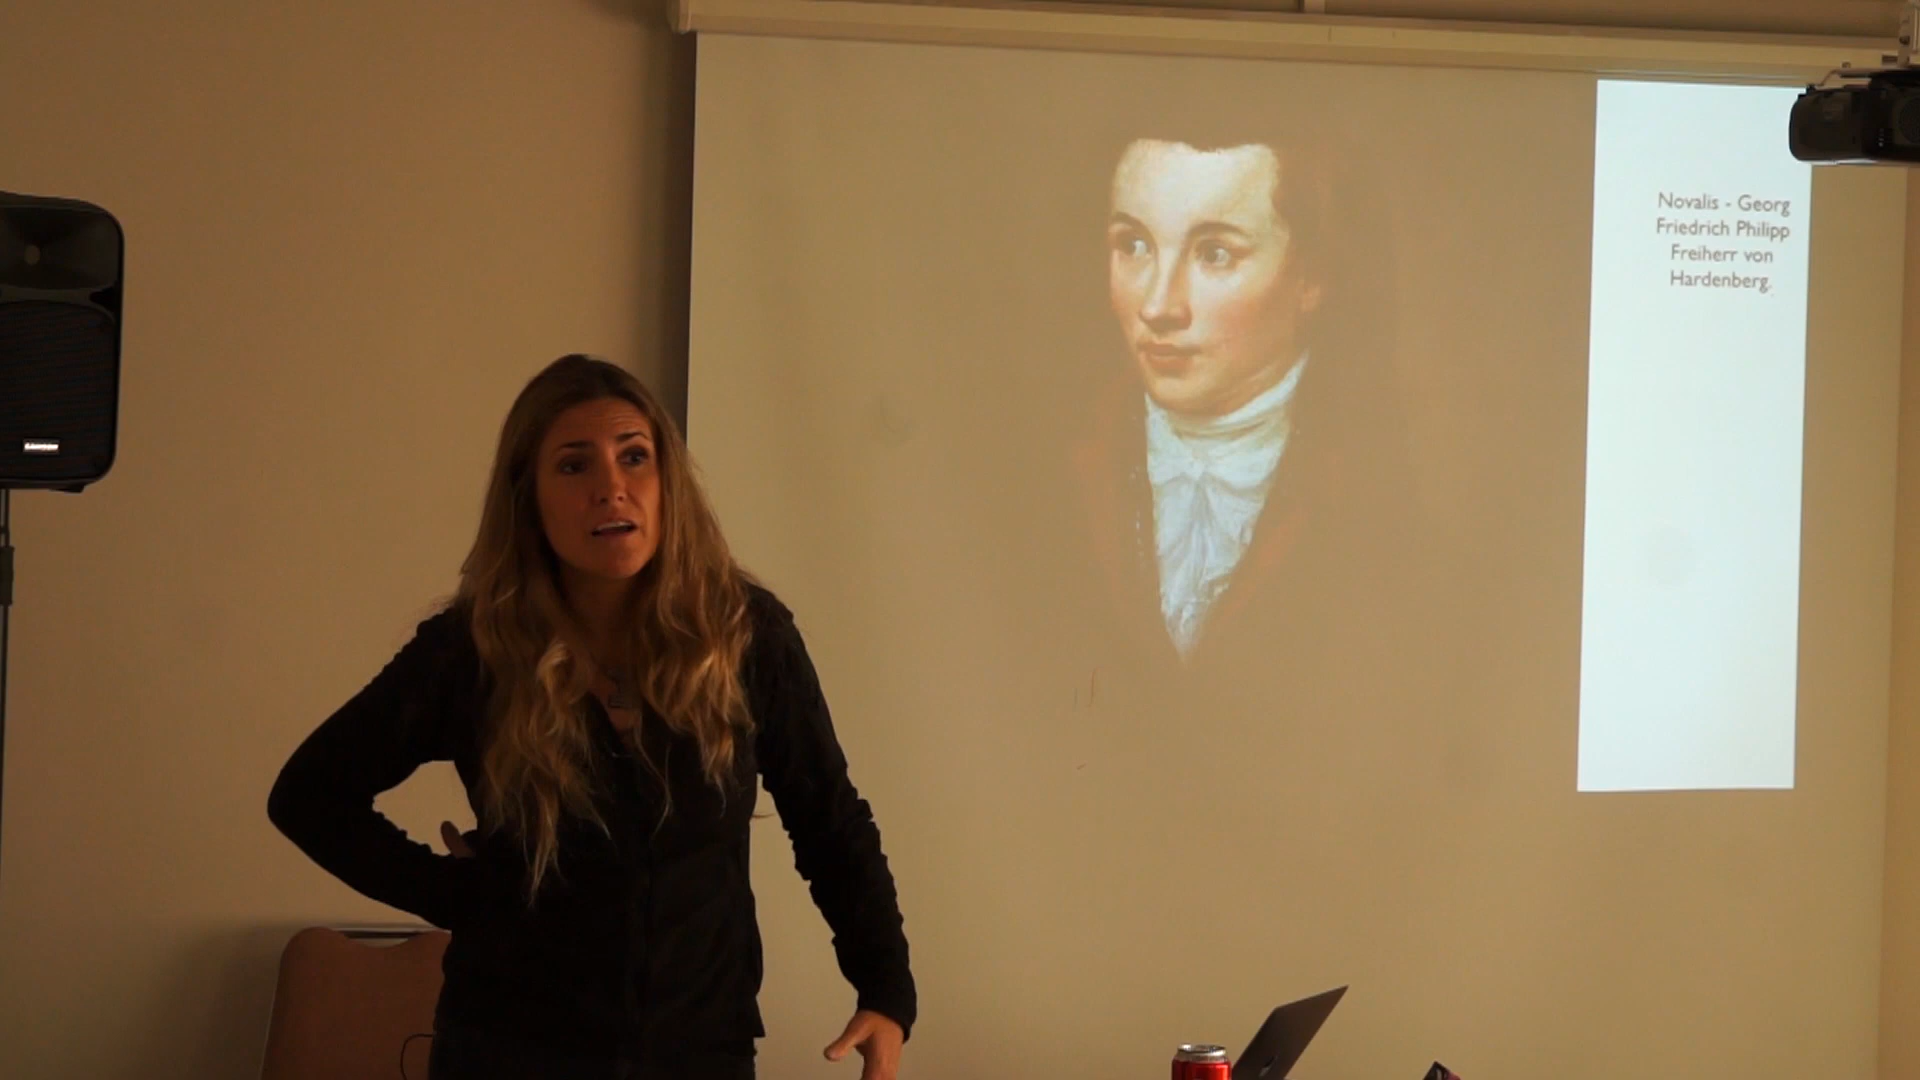 Novalis - Georg
Friedrich Philipp
Freiherr von
Hardenberg.